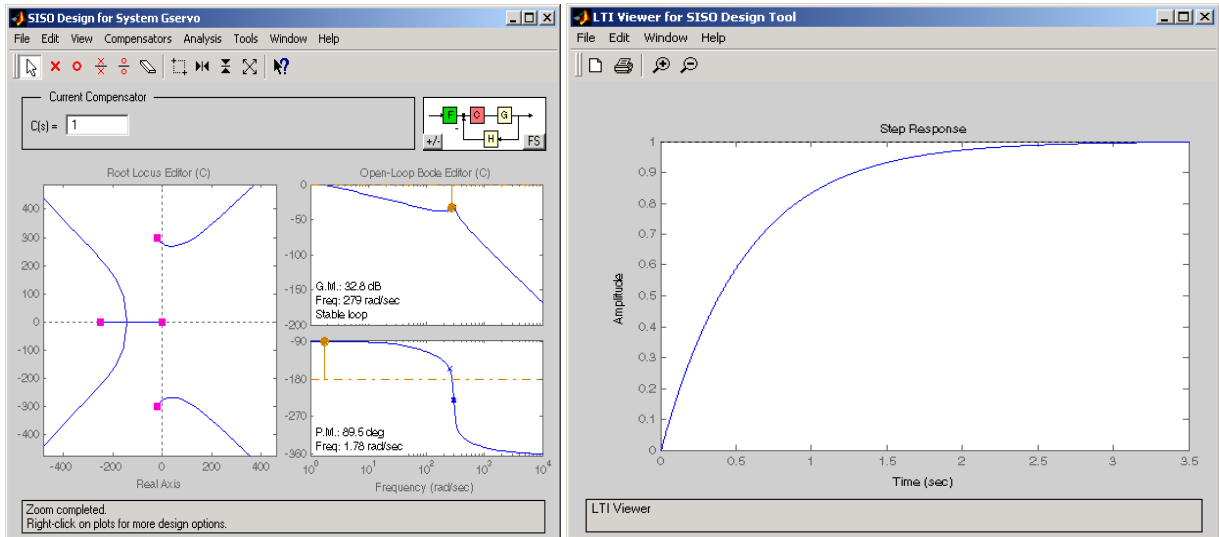 SISO Design for System Gservo
File Edit View Compensators Analysis Tools Window Help
Current Compensator
C(s) = 1
F C G
H
+/- FS
Root Locus Editor (C)
400
300
200
100
0
-100
-200
-300
-400
-400 -200 0 200 400
Real Axis
Open-Loop Bode Editor (C)
0
-50
-100
-150
-200
G.M.: 32.8 dB
Freq: 279 rad/sec
Stable loop
-90
-180
-270
-360
P.M.: 89.5 deg
Freq: 1.78 rad/sec
10^0 10^1 10^2 10^3 10^4
Frequency (rad/sec)
Zoom completed.
Right-click on plots for more design options.
LTI Viewer for SISO Design Tool
File Edit Window Help
Step Response
Amplitude
1
0.9
0.8
0.7
0.6
0.5
0.4
0.3
0.2
0.1
0
0 0.5 1 1.5 2 2.5 3 3.5
Time (sec)
LTI Viewer